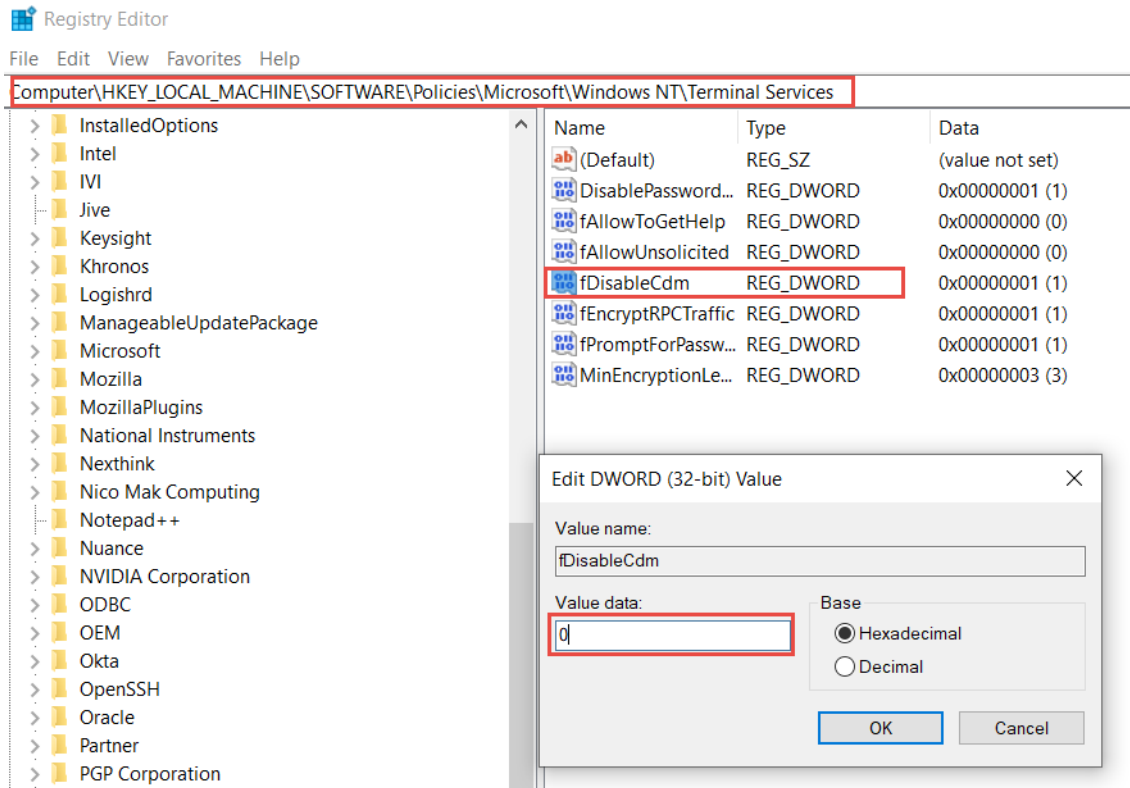 Registry Editor
File Edit View Favorites Help
Computer\HKEY_LOCAL_MACHINE\SOFTWARE\Policies\Microsoft\Windows NT\Terminal Services
InstalledOptions
Intel
IVI
Jive
Keysight
Khronos
Logishrd
ManageableUpdatePackage
Microsoft
Mozilla
MozillaPlugins
National Instruments
Nexthink
Nico Mak Computing
Notepad++
Nuance
NVIDIA Corporation
ODBC
OEM
Okta
OpenSSH
Oracle
Partner
PGP Corporation
Name Type Data
(Default) REG_SZ (value not set)
DisablePassword... REG_DWORD 0x00000001 (1)
fAllowToGetHelp REG_DWORD 0x00000000 (0)
fAllowUnsolicited REG_DWORD 0x00000000 (0)
fDisableCdm REG_DWORD 0x00000001 (1)
fEncryptRPCTraffic REG_DWORD 0x00000001 (1)
fPromptForPassw... REG_DWORD 0x00000001 (1)
MinEncryptionLe... REG_DWORD 0x00000003 (3)
Edit DWORD (32-bit) Value
Value name:
fDisableCdm
Value data:
0
Base
Hexadecimal
Decimal
OK Cancel